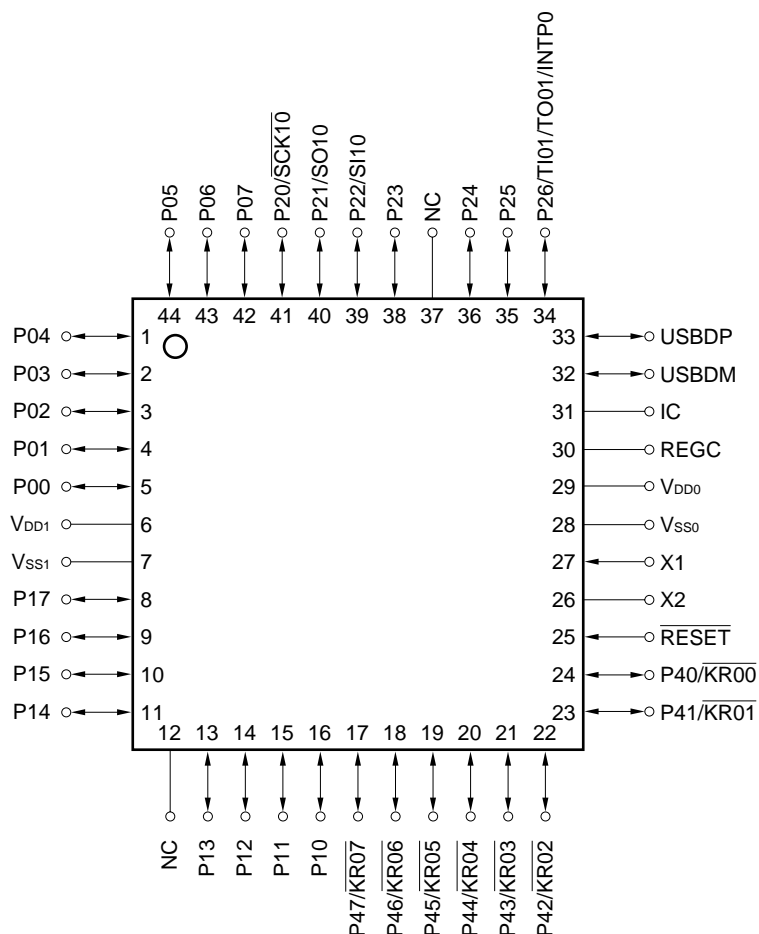 P05
P06
P07
P20/SCK10
P21/SO10
P22/SI10
P23
NC
P24
P25
P26/TI01/TO01/INTP0
44 43 42 41 40 39 38 37 36 35 34
P04 1 33 USBDP
P03 2 32 USBDM
P02 3 31 IC
P01 4 30 REGC
P00 5 29 VDD0
VDD1 6 28 VSS0
VSS1 7 27 X1
P17 8 26 X2
P16 9 25 RESET
P15 10 24 P40/KR00
P14 11 23 P41/KR01
12 13 14 15 16 17 18 19 20 21 22
NC
P13
P12
P11
P10
P47/KR07
P46/KR06
P45/KR05
P44/KR04
P43/KR03
P42/KR02